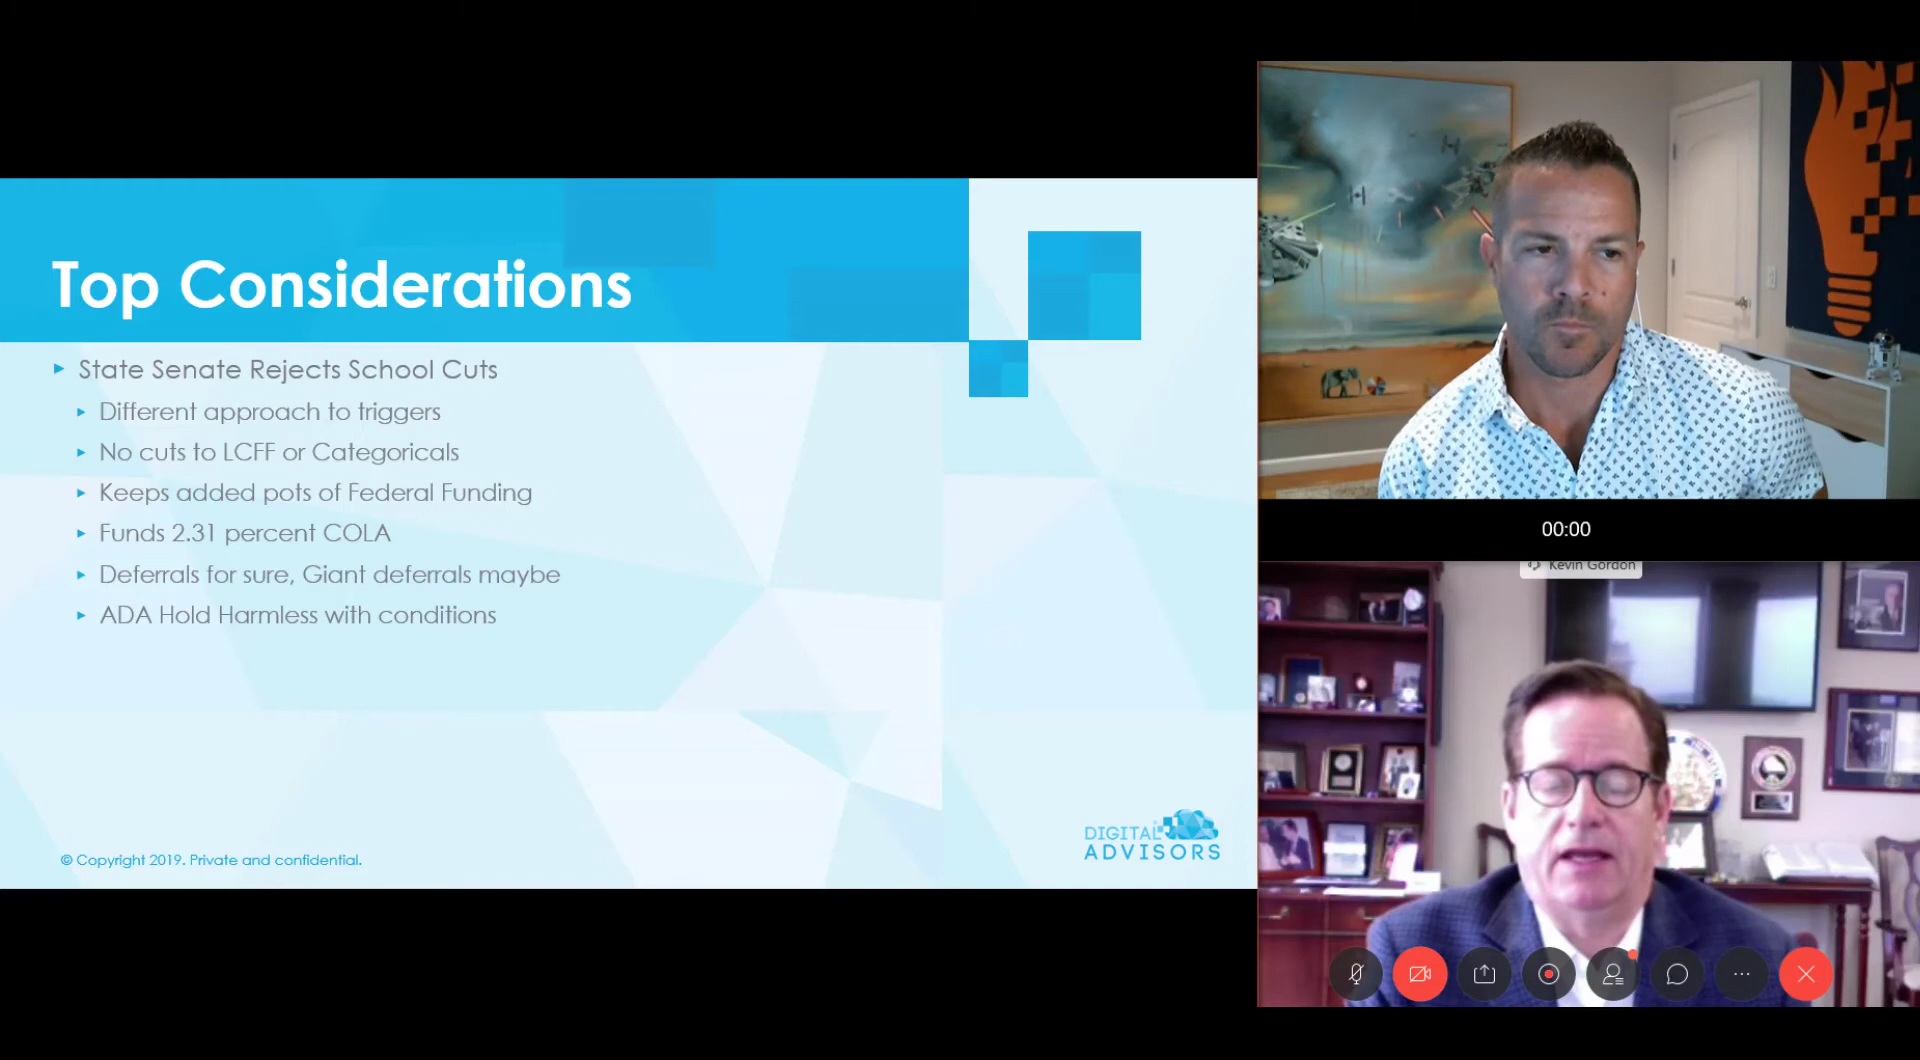 Top Considerations
State Senate Rejects School Cuts
Different approach to triggers
No cuts to LCFF or Categoricals
Keeps added pots of Federal Funding
Funds 2.31 percent COLA
Deferrals for sure, Giant deferrals maybe
ADA Hold Harmless with conditions
© Copyright 2019. Private and confidential.
DIGITAL
ADVISORS
00:00
Kevin Gordon